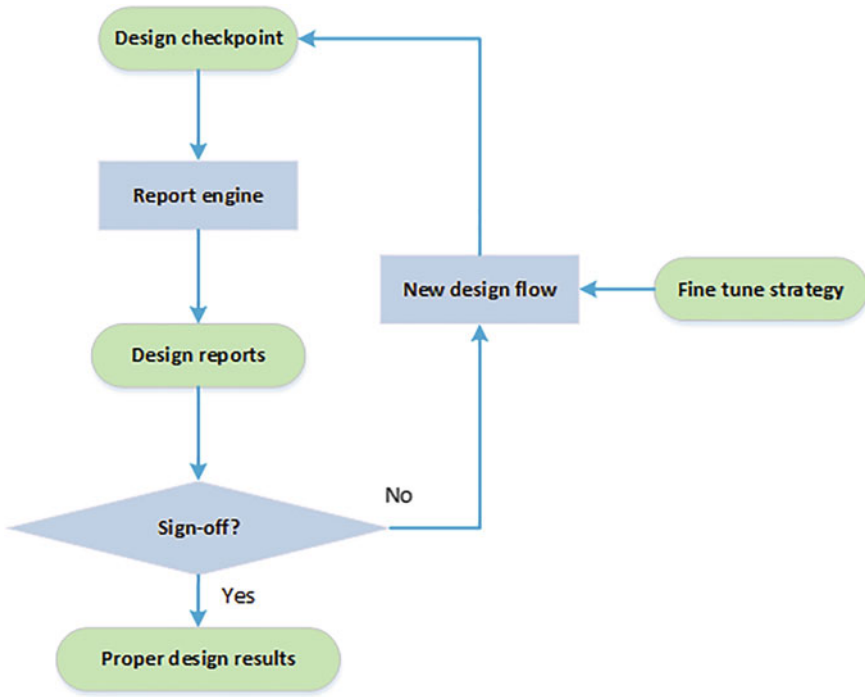 Design checkpoint
Report engine
New design flow
Fine tune strategy
Design reports
No
Sign-off?
Yes
Proper design results